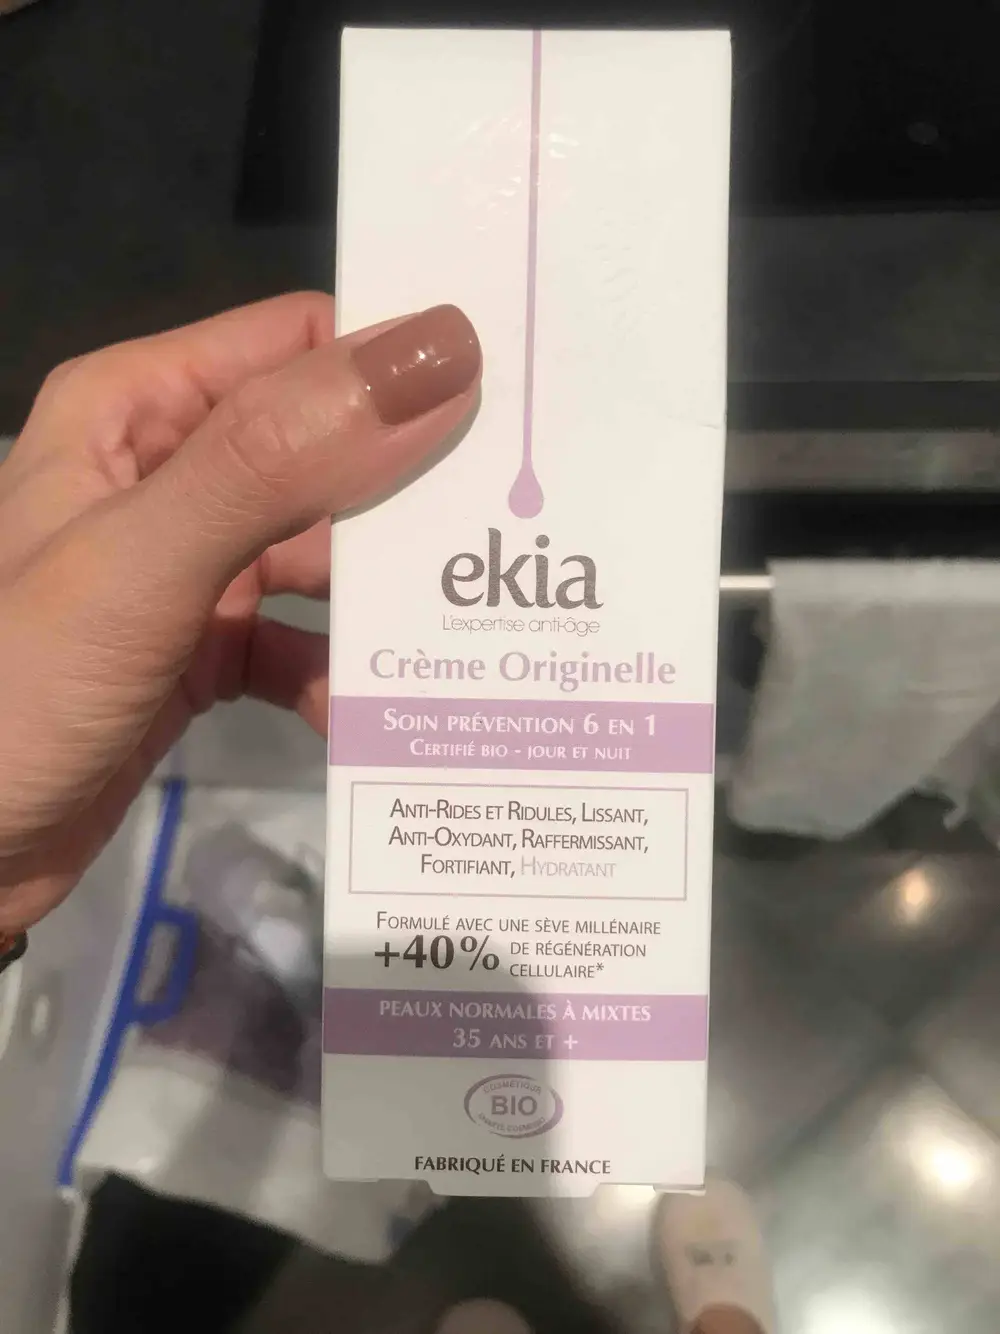 ekia
L'expertise anti-âge
Crème Originelle
SOIN PRÉVENTION 6 EN 1
CERTIFIÉ BIO - JOUR ET NUIT
ANTI-RIDES ET RIDULES, LISSANT,
ANTI-OXYDANT, RAFFERMISSANT,
FORTIFIANT, HYDRATANT
FORMULÉ AVEC UNE SÈVE MILLÉNAIRE
+40% DE RÉGÉNÉRATION
CELLULAIRE*
PEAUX NORMALES À MIXTES
35 ANS ET +
COSMÉTIQUE
BIO
FABRIQUÉ EN FRANCE